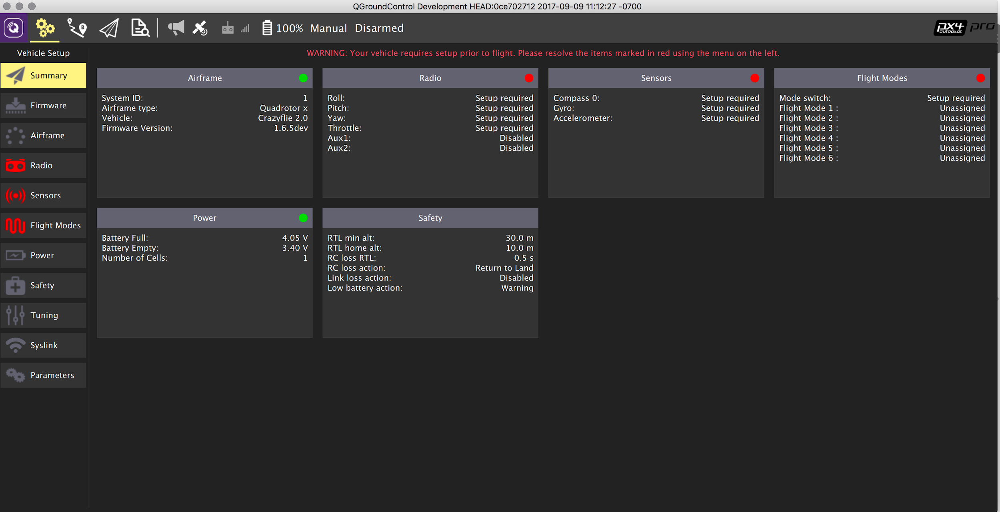 QGroundControl Development HEAD:0ce702712 2017-09-09 11:12:27 -0700
A B 100% Manual Disarmed px4 autopilot pro
Vehicle Setup
WARNING: Your vehicle requires setup prior to flight. Please resolve the items marked in red using the menu on the left.
Summary
Firmware
Airframe
Radio
Sensors
Flight Modes
Power
Safety
Tuning
Syslink
Parameters
Airframe
System ID: 1
Airframe type: Quadrotor x
Vehicle: Crazyflie 2.0
Firmware Version: 1.6.5dev
Radio
Roll: Setup required
Pitch: Setup required
Yaw: Setup required
Throttle: Setup required
Aux1: Disabled
Aux2: Disabled
Sensors
Compass 0: Setup required
Gyro: Setup required
Accelerometer: Setup required
Flight Modes
Mode switch: Setup required
Flight Mode 1 : Unassigned
Flight Mode 2 : Unassigned
Flight Mode 3 : Unassigned
Flight Mode 4 : Unassigned
Flight Mode 5 : Unassigned
Flight Mode 6 : Unassigned
Power
Battery Full: 4.05 V
Battery Empty: 3.40 V
Number of Cells: 1
Safety
RTL min alt: 30.0 m
RTL home alt: 10.0 m
RC loss RTL: 0.5 s
RC loss action: Return to Land
Link loss action: Disabled
Low battery action: Warning